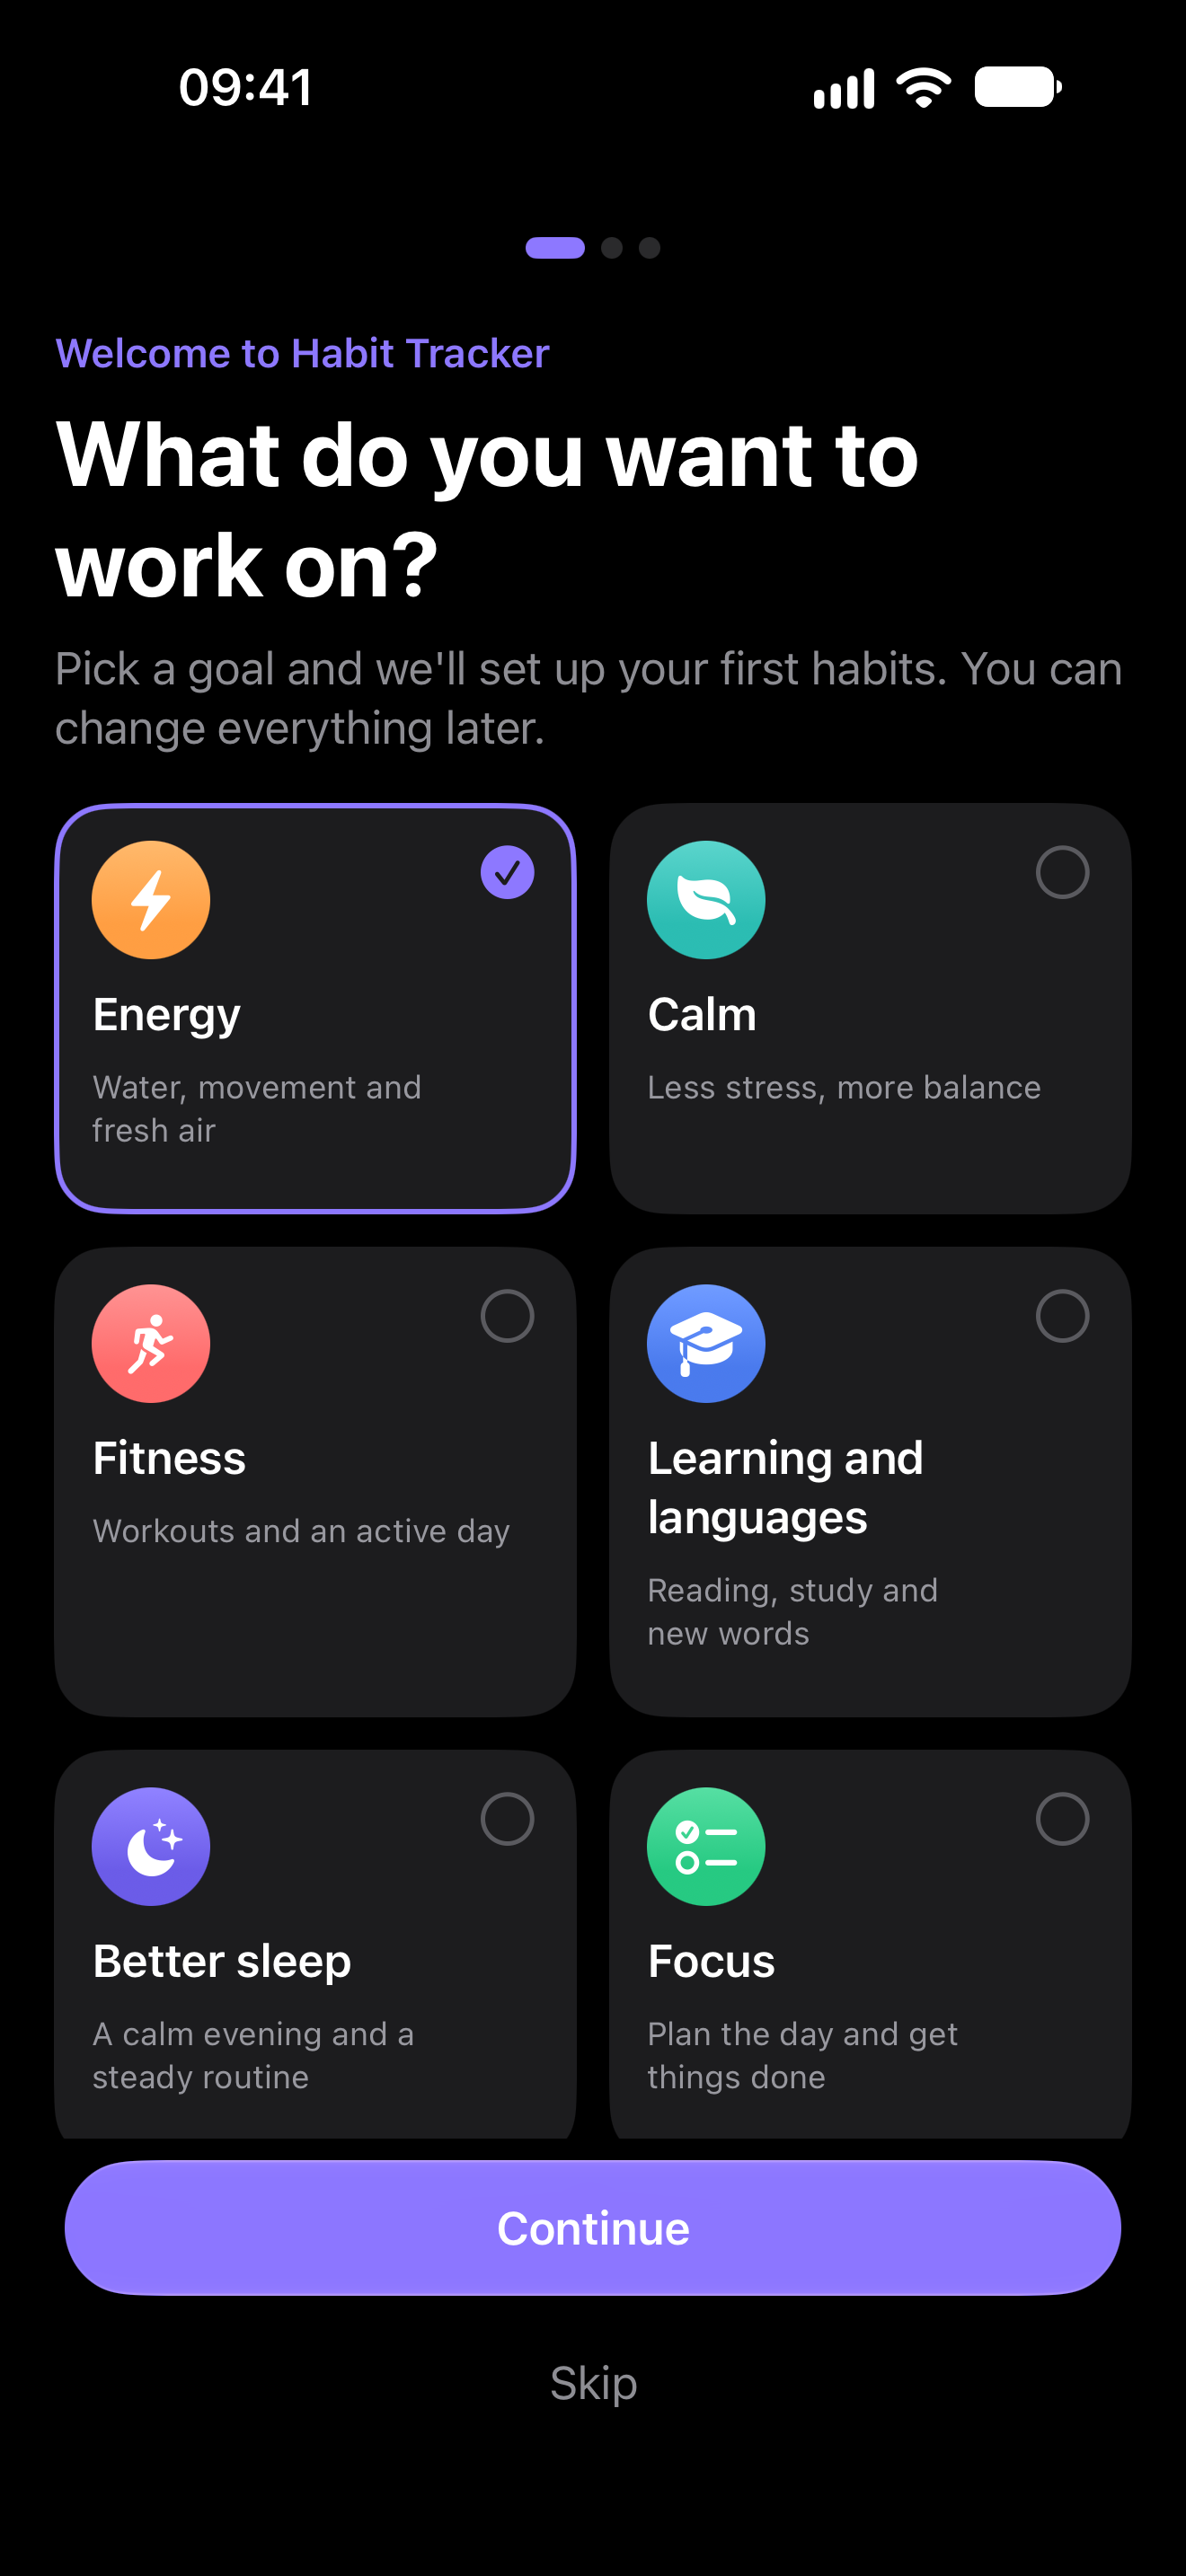 09:41
Welcome to Habit Tracker
What do you want to
work on?
Pick a goal and we'll set up your first habits. You can
change everything later.
Energy
Water, movement and
fresh air
Calm
Less stress, more balance
Fitness
Workouts and an active day
Learning and
languages
Reading, study and
new words
Better sleep
A calm evening and a
steady routine
Focus
Plan the day and get
things done
Continue
Skip